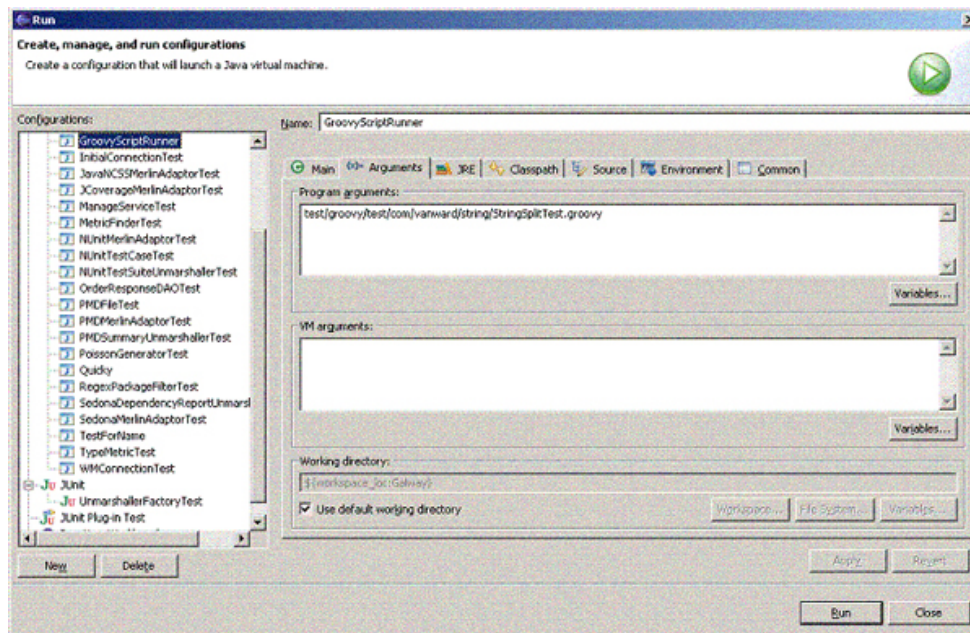 Run
Create, manage, and run configurations
Create a configuration that will launch a Java virtual machine.
Configurations:
GroovyScriptRunner
InitialConnectionTest
JavaNCSSMerlinAdaptorTest
JCoverageMerlinAdaptorTest
ManageServiceTest
MetricFinderTest
NUnitMerlinAdaptorTest
NUnitTestCaseTest
NUnitTestSuiteUnmarshallerTest
OrderResponseDAOTest
PMDFileTest
PMDMerlinAdaptorTest
PMDSummaryUnmarshallerTest
PoissonGeneratorTest
Quicky
RegexPackageFilterTest
SedonaDependencyReportUnmarsl
SedonaMerlinAdaptorTest
TestForName
TypeMetricTest
WMConnectionTest
JUnit
UnmarshallerFactoryTest
JUnit Plug-in Test
New Delete
Name: GroovyScriptRunner
Main Arguments JRE Classpath Source Environment Common
Program arguments:
test/groovy/test/com/vanward/string/StringSplitTest.groovy
Variables...
VM arguments:
Variables...
Working directory:
${workspace_loc:Galway}
Use default working directory
Workspace... File System... Variables...
Apply Revert
Run Close